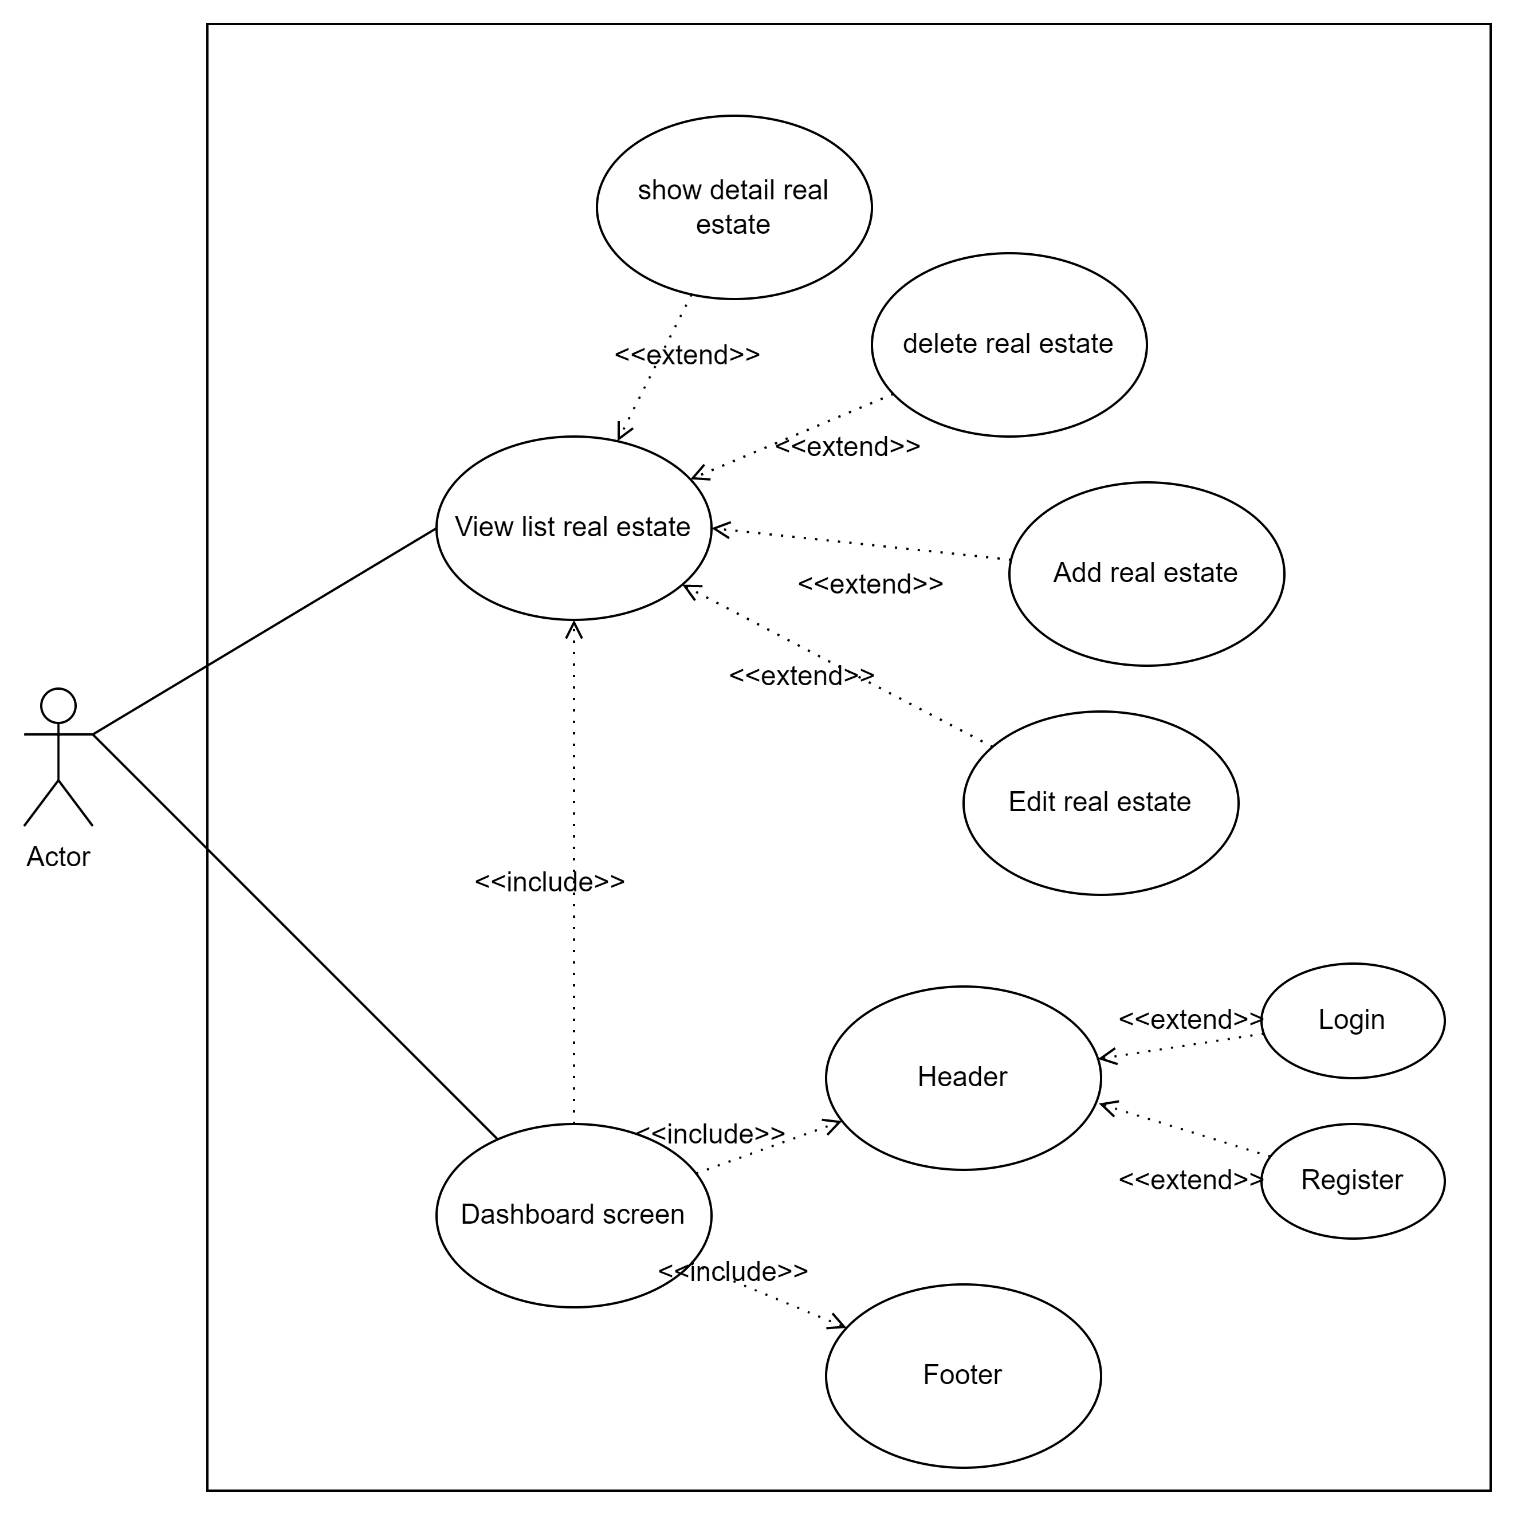 show detail real
estate
delete real estate
<<extend>>
<<extend>>
View list real estate
Add real estate
<<extend>>
<<extend>>
Edit real estate
Actor
<<include>>
<<extend>>
Login
Header
<<include>>
<<extend>>
Register
Dashboard screen
<<include>>
Footer